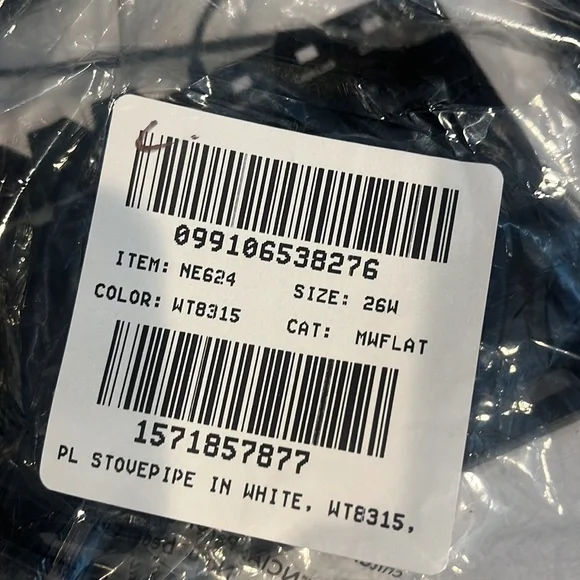 099106538276
ITEM: NE624 SIZE: 26W
COLOR: WT8315 CAT: MWFLAT
1571857877
PL STOVEPIPE IN WHITE, WT8315,